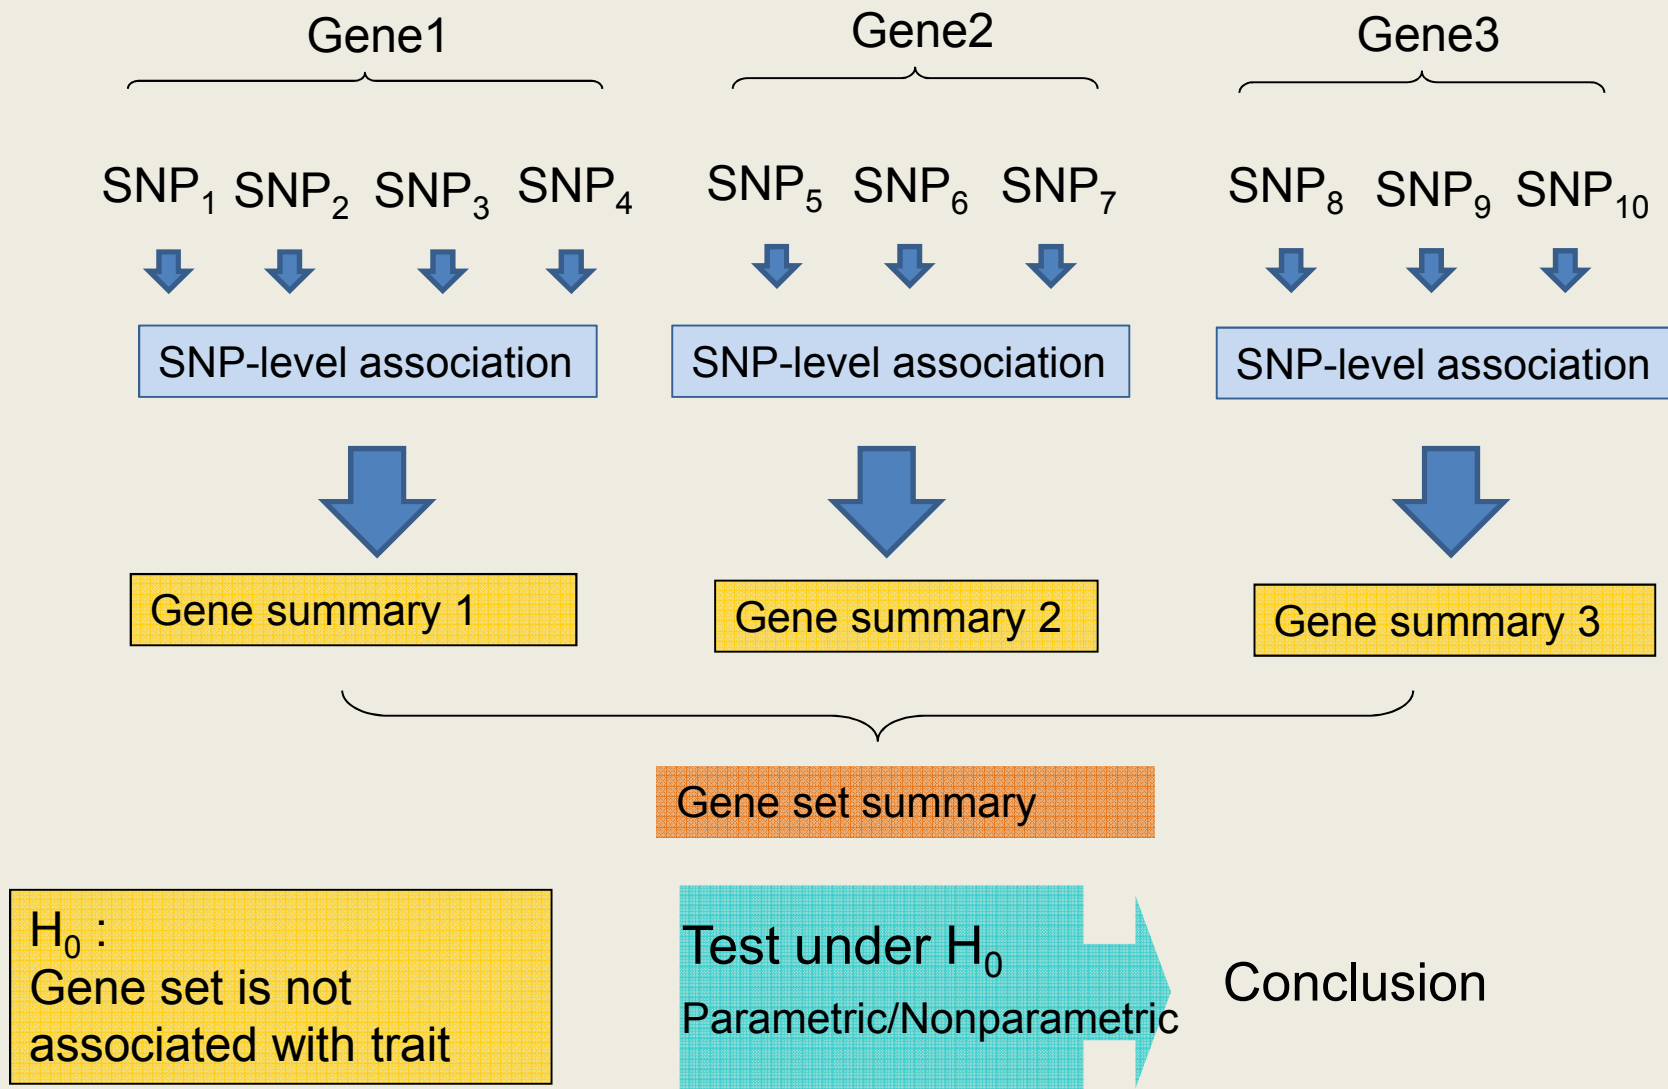 Gene1 Gene2 Gene3
SNP₁ SNP₂ SNP₃ SNP₄ SNP₅ SNP₆ SNP₇ SNP₈ SNP₉ SNP₁₀
SNP-level association SNP-level association SNP-level association
Gene summary 1 Gene summary 2 Gene summary 3
Gene set summary
H₀ :
Gene set is not
associated with trait
Test under H₀
Parametric/Nonparametric
Conclusion